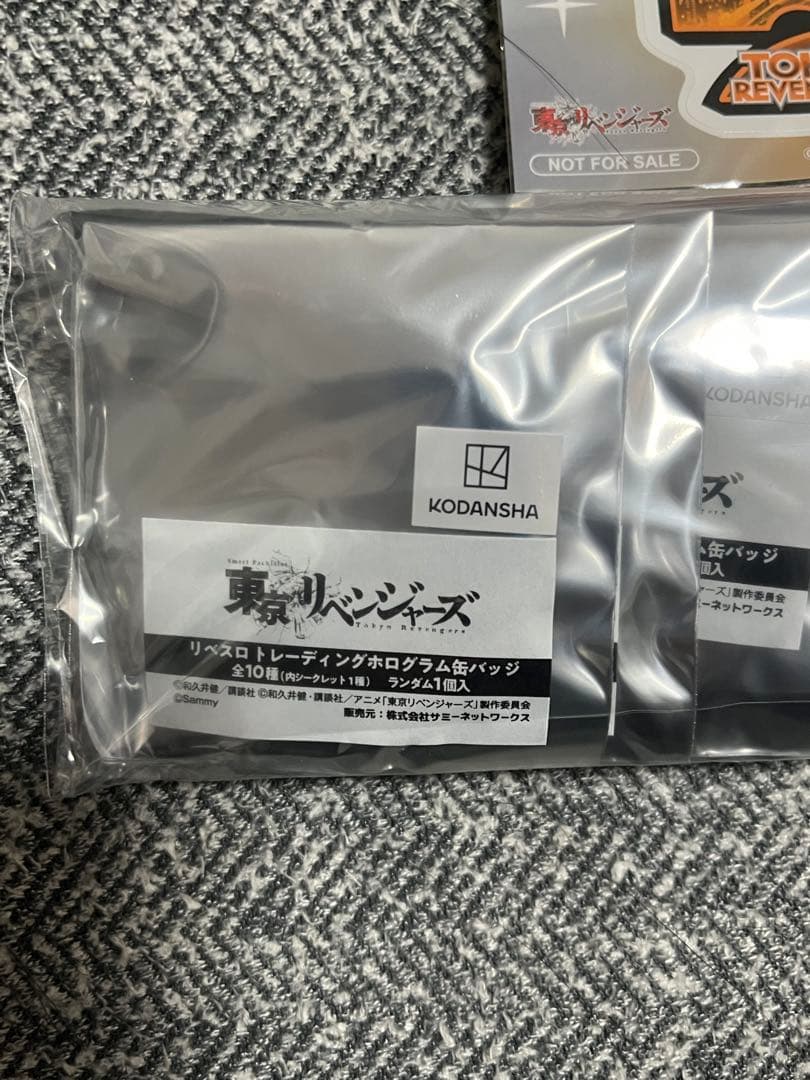 TOK
REVEN
東京リベンジャーズ
NOT FOR SALE
KODANSHA
Smart Pachislot
東京リベンジャーズ
Tokyo Revengers
リベスロ トレーディングホログラム缶バッジ
全10種(内シークレット1種) ランダム1個入
©和久井健/講談社 ©和久井健・講談社/アニメ「東京リベンジャーズ」製作委員会
©Sammy
販売元:株式会社サミーネットワークス
KODANSHA
ズ
ム缶バッジ
個入
ーズ」製作委員会
ミーネットワークス